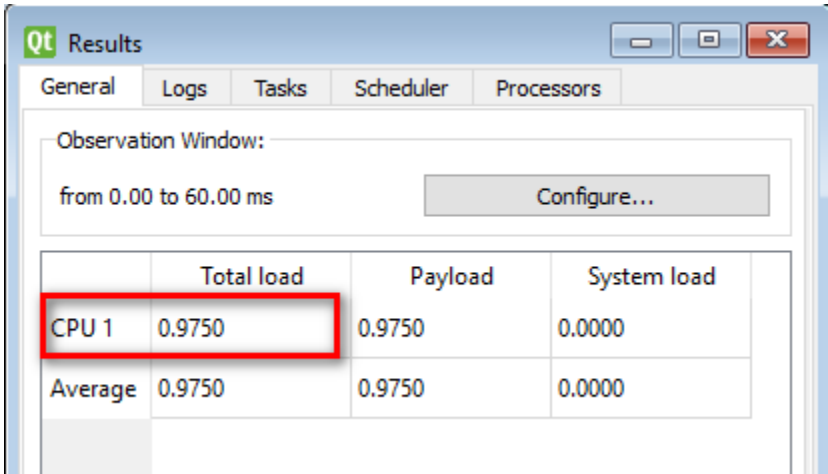 Qt Results
General Logs Tasks Scheduler Processors
Observation Window:
from 0.00 to 60.00 ms Configure...
Total load Payload System load
CPU 1 0.9750 0.9750 0.0000
Average 0.9750 0.9750 0.0000